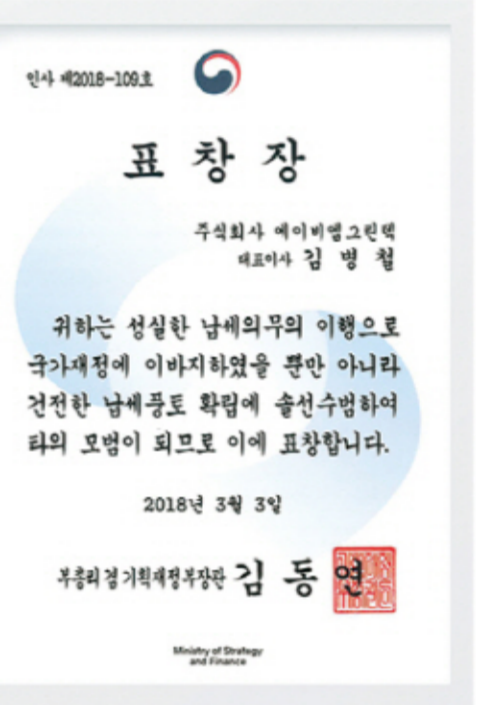 인사 제2018-109호
표 창 장
주식회사 에이비엠그린텍
대표이사 김 병 철
귀하는 성실한 납세의무의 이행으로
국가재정에 이바지하였을 뿐만 아니라
건전한 납세풍토 확립에 솔선수범하여
타의 모범이 되므로 이에 표창합니다.
2018년 3월 3일
부총리 겸 기획재정부장관 김 동 연
Ministry of Strategy
and Finance